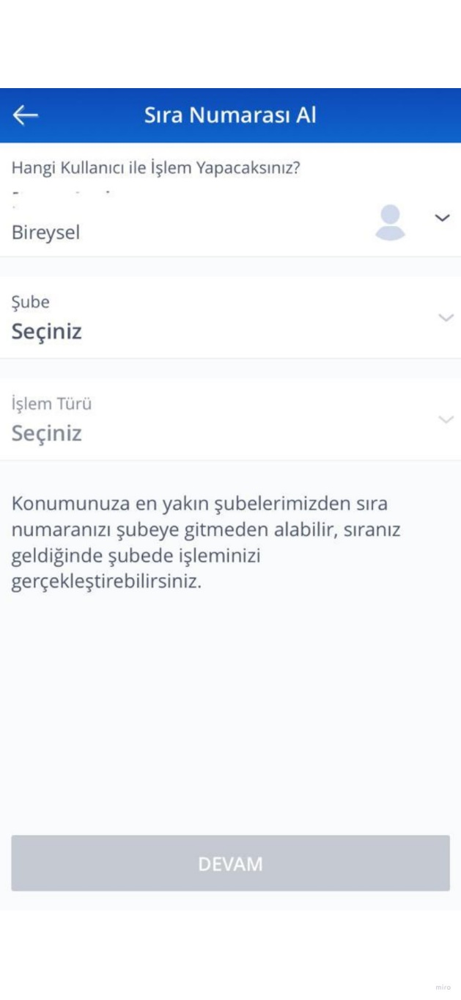 Sıra Numarası Al
Hangi Kullanıcı ile İşlem Yapacaksınız?
Bireysel
Şube
Seçiniz
İşlem Türü
Seçiniz
Konumunuza en yakın şubelerimizden sıra
numaranızı şubeye gitmeden alabilir, sıranız
geldiğinde şubede işleminizi
gerçekleştirebilirsiniz.
DEVAM
miro